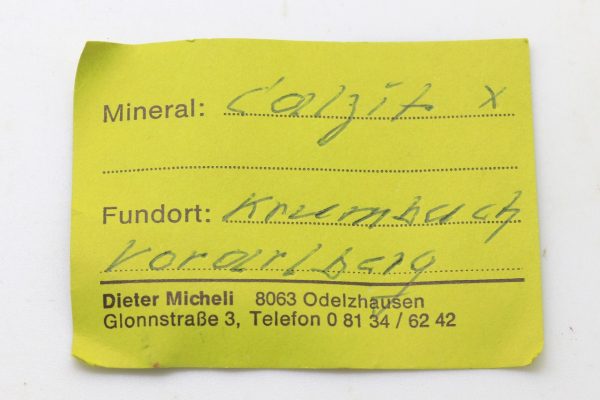 Mineral: Calzit x
Fundort: Krumbach
Vorarlberg
Dieter Micheli 8063 Odelzhausen
Glonnstraße 3, Telefon 0 81 34 / 62 42